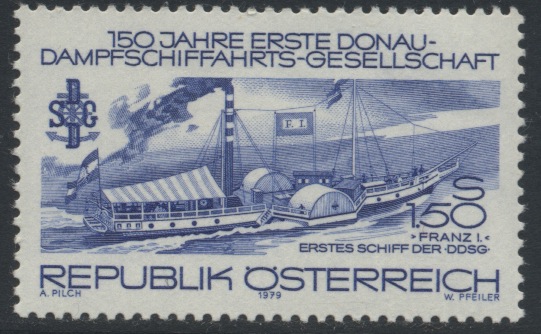 150 JAHRE ERSTE DONAU-
DAMPFSCHIFFAHRTS-GESELLSCHAFT
D
S G
D
F. I.
S
1.50
›FRANZ I.‹
ERSTES SCHIFF DER ·DDSG·
REPUBLIK ÖSTERREICH
A. PILCH 1979 W. PFEILER